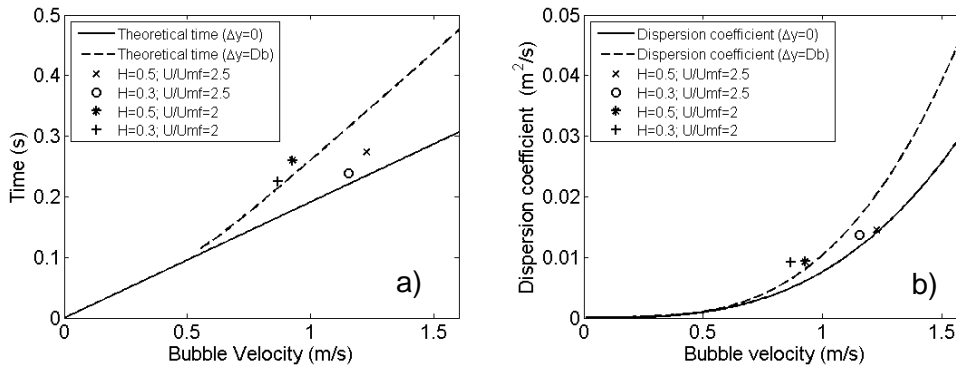 0.5
0.4
0.3
0.2
0.1
0
Time (s)
Theoretical time (Δy=0)
Theoretical time (Δy=Db)
H=0.5; U/Umf=2.5
H=0.3; U/Umf=2.5
H=0.5; U/Umf=2
H=0.3; U/Umf=2
a)
0 0.5 1 1.5
Bubble Velocity (m/s)
0.05
0.04
0.03
0.02
0.01
0.00
Dispersion coefficient (m²/s)
Dispersion coefficient (Δy=0)
Dispersion coefficient (Δy=Db)
H=0.5; U/Umf=2.5
H=0.3; U/Umf=2.5
H=0.5; U/Umf=2
H=0.3; U/Umf=2
b)
0 0.5 1 1.5
Bubble velocity (m/s)